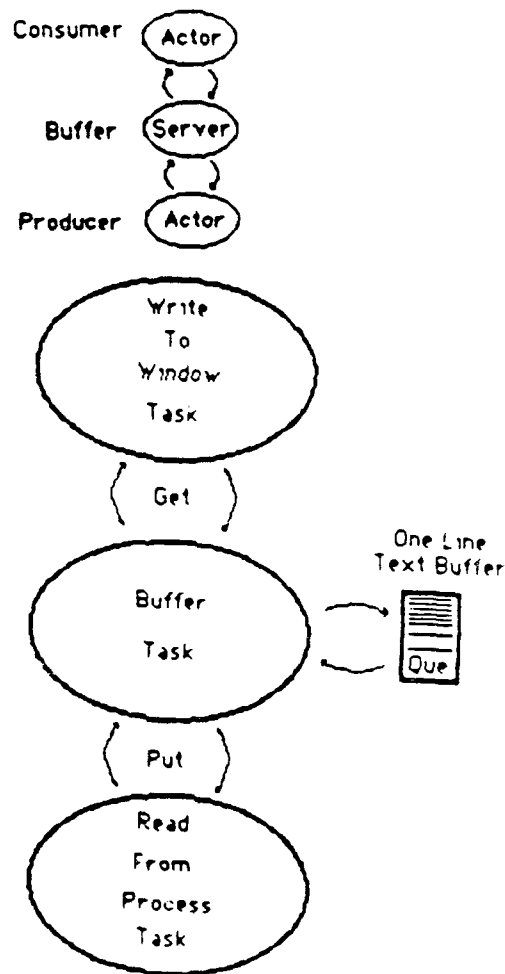 Consumer
Actor
Buffer
Server
Producer
Actor
Write
To
Window
Task
Get
One Line
Text Buffer
Buffer
Task
Que
Put
Read
From
Process
Task